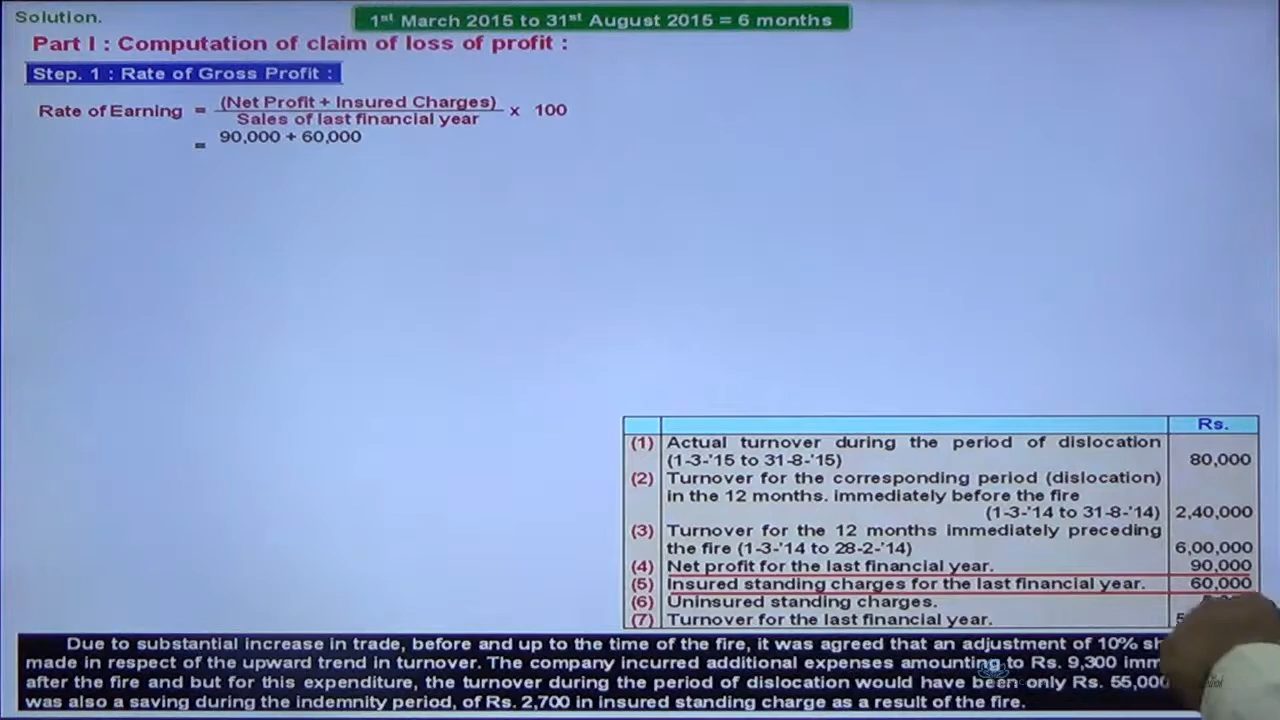 Solution.
1st March 2015 to 31st August 2015 = 6 months
Part I : Computation of claim of loss of profit :
Step. 1 : Rate of Gross Profit :
Rate of Earning = (Net Profit + Insured Charges) / Sales of last financial year x 100
= 90,000 + 60,000
Rs.
(1) Actual turnover during the period of dislocation
(1-3-'15 to 31-8-'15) 80,000
(2) Turnover for the corresponding period (dislocation)
in the 12 months. immediately before the fire
(1-3-'14 to 31-8-'14) 2,40,000
(3) Turnover for the 12 months immediately preceding
the fire (1-3-'14 to 28-2-'14) 6,00,000
(4) Net profit for the last financial year. 90,000
(5) Insured standing charges for the last financial year. 60,000
(6) Uninsured standing charges.
(7) Turnover for the last financial year.
Due to substantial increase in trade, before and up to the time of the fire, it was agreed that an adjustment of 10%
made in respect of the upward trend in turnover. The company incurred additional expenses amounting to Rs. 9,300
after the fire and but for this expenditure, the turnover during the period of dislocation would have been only Rs. 55,000
was also a saving during the indemnity period, of Rs. 2,700 in insured standing charge as a result of the fire.